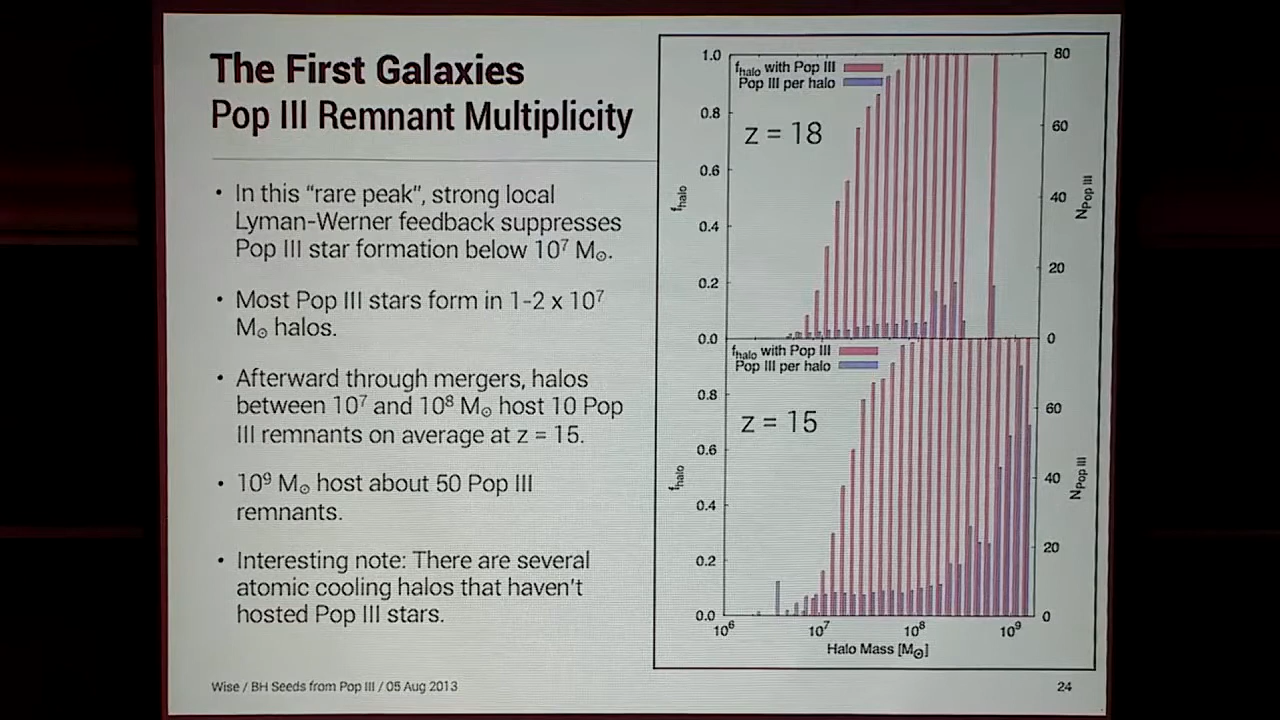 The First Galaxies
Pop III Remnant Multiplicity
• In this “rare peak”, strong local
Lyman-Werner feedback suppresses
Pop III star formation below 10⁷ M⊙.
• Most Pop III stars form in 1-2 x 10⁷
M⊙ halos.
• Afterward through mergers, halos
between 10⁷ and 10⁸ M⊙ host 10 Pop
III remnants on average at z = 15.
• 10⁹ M⊙ host about 50 Pop III
remnants.
• Interesting note: There are several
atomic cooling halos that haven't
hosted Pop III stars.
Wise / BH Seeds from Pop III / 05 Aug 2013
24
f_halo with Pop III
Pop III per halo
z = 18
1.0
0.8
0.6
0.4
0.2
0.0
f_halo
80
60
40
20
0
N_Pop III
f_halo with Pop III
Pop III per halo
z = 15
0.8
0.6
0.4
0.2
0.0
f_halo
60
40
20
0
N_Pop III
10⁶ 10⁷ 10⁸ 10⁹
Halo Mass [M⊙]